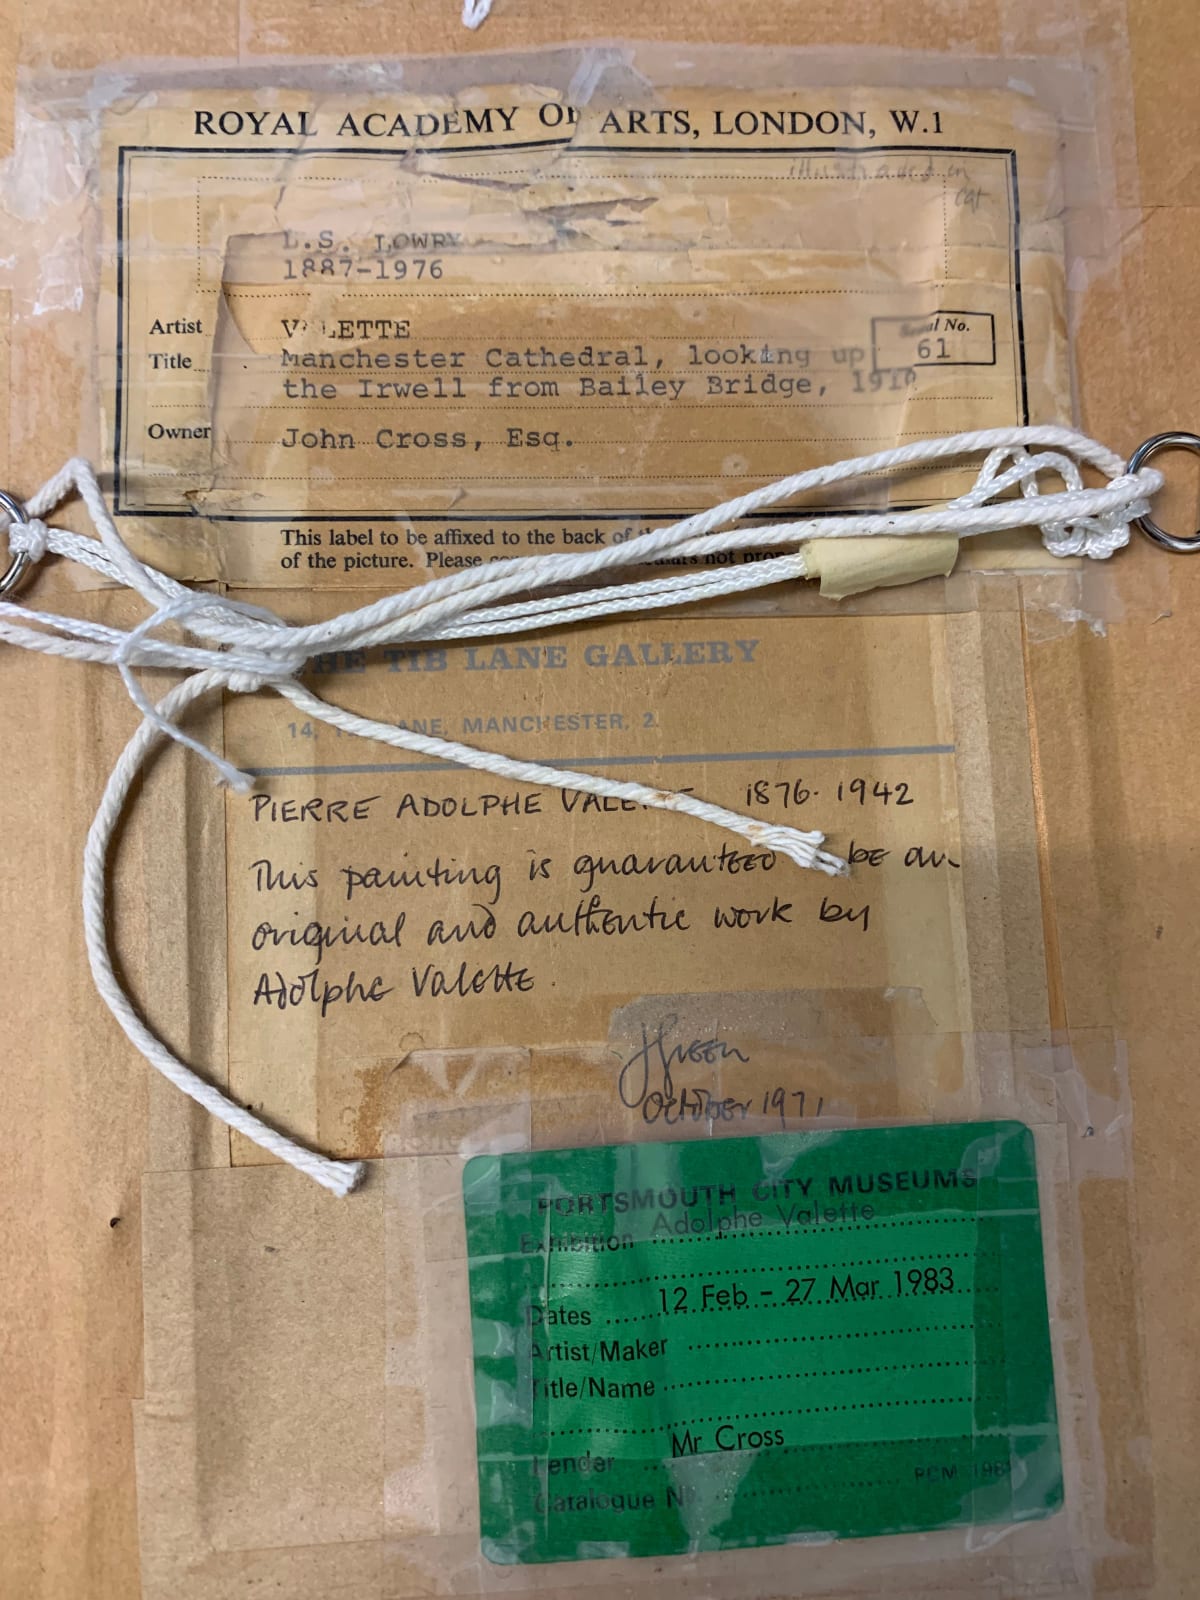 ROYAL ACADEMY OF ARTS, LONDON, W.1
illustrated in
cat
L.S. LOWRY
1887-1976
Artist VALETTE
Serial No.
61
Title Manchester Cathedral, looking up
the Irwell from Bailey Bridge, 1910
Owner John Cross, Esq.
This label to be affixed to the back of
of the picture. Please not
THE TIB LANE GALLERY
14, LANE, MANCHESTER, 2.
PIERRE ADOLPHE VALETTE 1876-1942
This painting is guaranteed be an
original and authentic work by
Adolphe Valette.
JGreen
October 1971
PORTSMOUTH CITY MUSEUMS
Exhibition Adolphe Valette
Dates 12 Feb - 27 Mar 1983
Artist/Maker
Title/Name
Lender Mr Cross
Catalogue No.
PCM